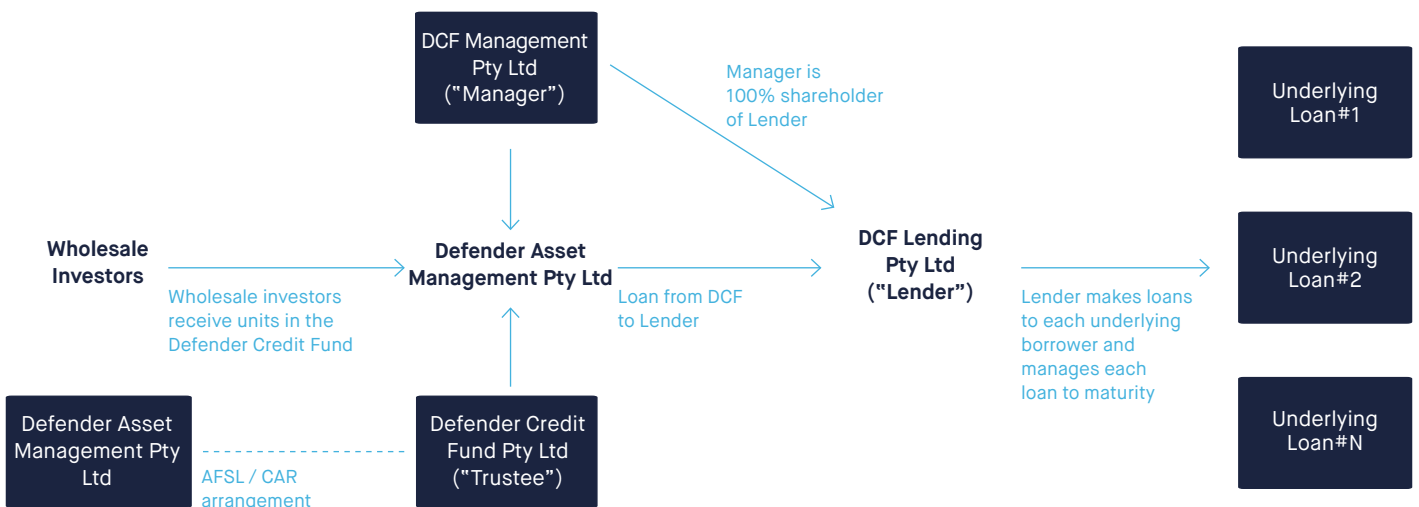 DCF Management
Pty Ltd
("Manager")
Manager is
100% shareholder
of Lender
Underlying
Loan#1
Wholesale
Investors
Wholesale investors
receive units in the
Defender Credit Fund
Defender Asset
Management Pty Ltd
Loan from DCF
to Lender
DCF Lending
Pty Ltd
("Lender")
Lender makes loans
to each underlying
borrower and
manages each
loan to maturity
Underlying
Loan#2
Defender Asset
Management Pty
Ltd
AFSL / CAR
arrangement
Defender Credit
Fund Pty Ltd
("Trustee")
Underlying
Loan#N